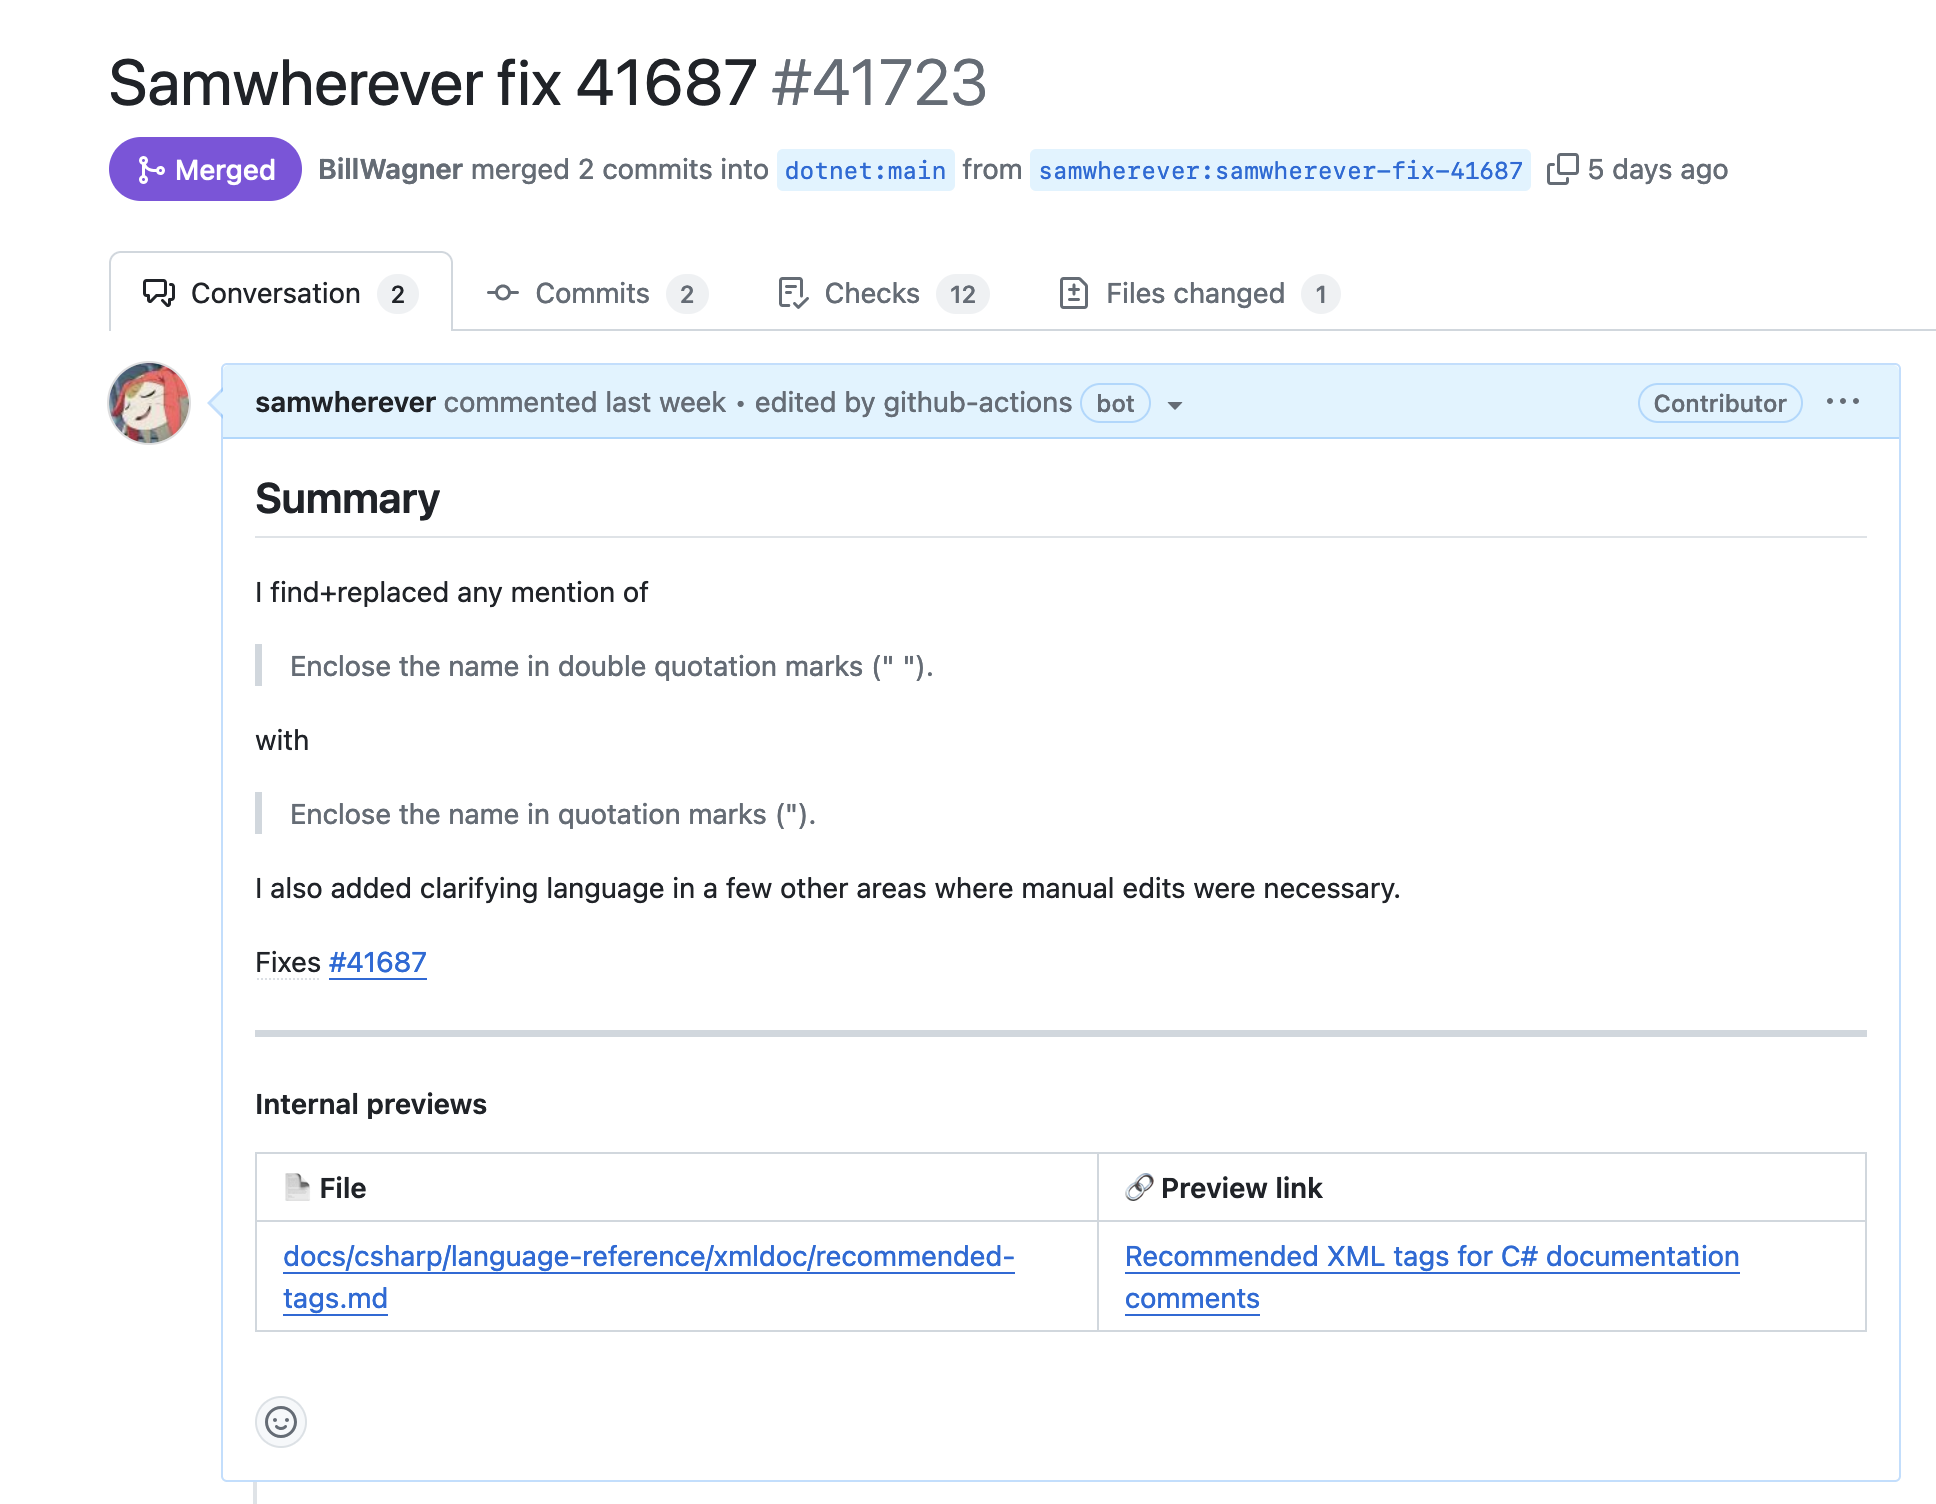 Samwherever fix 41687 #41723
Merged BillWagner merged 2 commits into dotnet:main from samwherever:samwherever-fix-41687 5 days ago
Conversation 2 Commits 2 Checks 12 Files changed 1
samwherever commented last week • edited by github-actions bot Contributor ...
Summary
I find+replaced any mention of
Enclose the name in double quotation marks (" ").
with
Enclose the name in quotation marks (").
I also added clarifying language in a few other areas where manual edits were necessary.
Fixes #41687
Internal previews
File Preview link
docs/csharp/language-reference/xmldoc/recommended- Recommended XML tags for C# documentation
tags.md comments